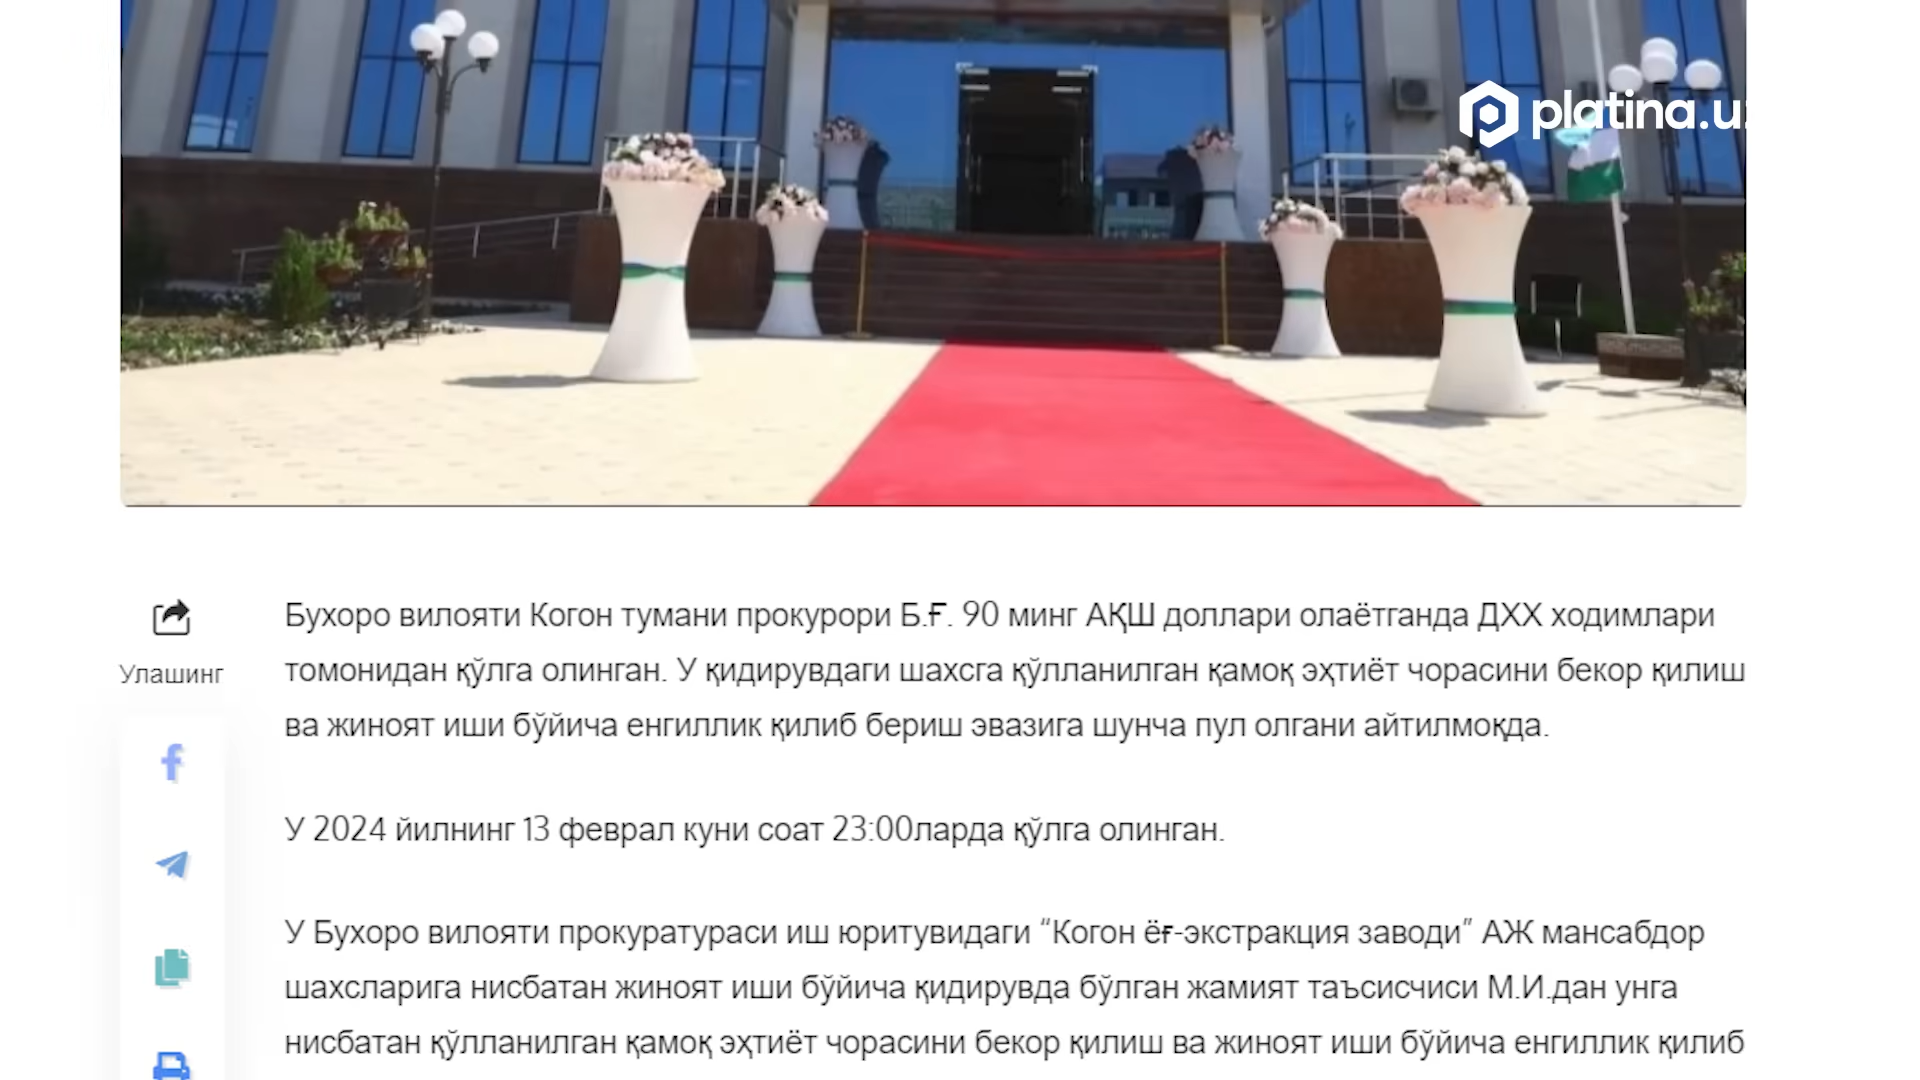 platina.uz
Бухоро вилояти Когон тумани прокурори Б.Ғ. 90 минг АҚШ доллари олаётганда ДХХ ходимлари
Улашинг
томонидан қўлга олинган. У қидирувдаги шахсга қўлланилган қамоқ эҳтиёт чорасини бекор қилиш
ва жиноят иши бўйича енгиллик қилиб бериш эвазига шунча пул олгани айтилмоқда.
У 2024 йилнинг 13 феврал куни соат 23:00ларда қўлга олинган.
У Бухоро вилояти прокуратураси иш юритувидаги “Когон ёғ-экстракция заводи” АЖ мансабдор
шахсларига нисбатан жиноят иши бўйича қидирувда бўлган жамият таъсисчиси М.И.дан унга
нисбатан қўлланилган қамоқ эҳтиёт чорасини бекор қилиш ва жиноят иши бўйича енгиллик қилиб